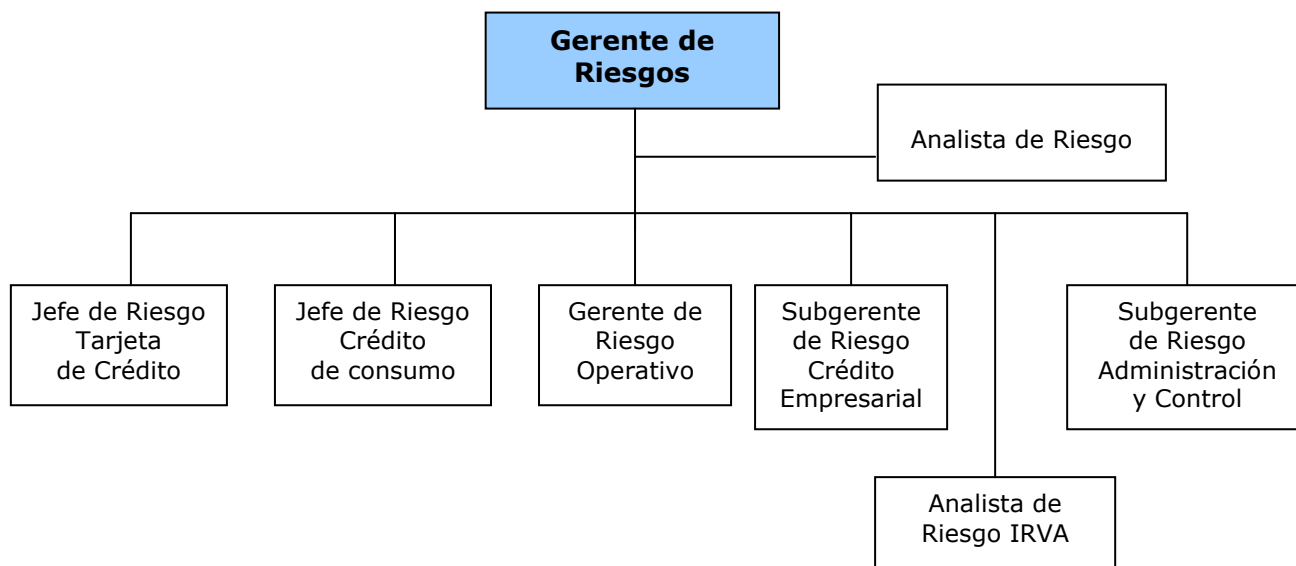 Gerente de
Riesgos
Analista de Riesgo
Jefe de Riesgo
Tarjeta
de Crédito
Jefe de Riesgo
Crédito
de consumo
Gerente de
Riesgo
Operativo
Subgerente
de Riesgo
Crédito
Empresarial
Subgerente
de Riesgo
Administración
y Control
Analista de
Riesgo IRVA